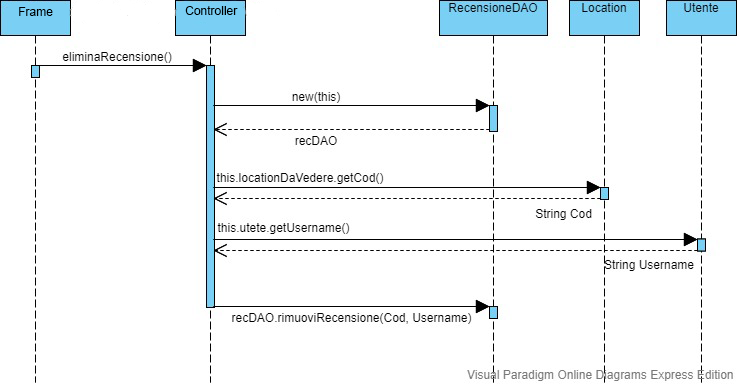 Frame
Controller
RecensioneDAO
Location
Utente
eliminaRecensione()
new(this)
recDAO
this.locationDaVedere.getCod()
String Cod
this.utete.getUsername()
String Username
recDAO.rimuoviRecensione(Cod, Username)
Visual Paradigm Online Diagrams Express Edition